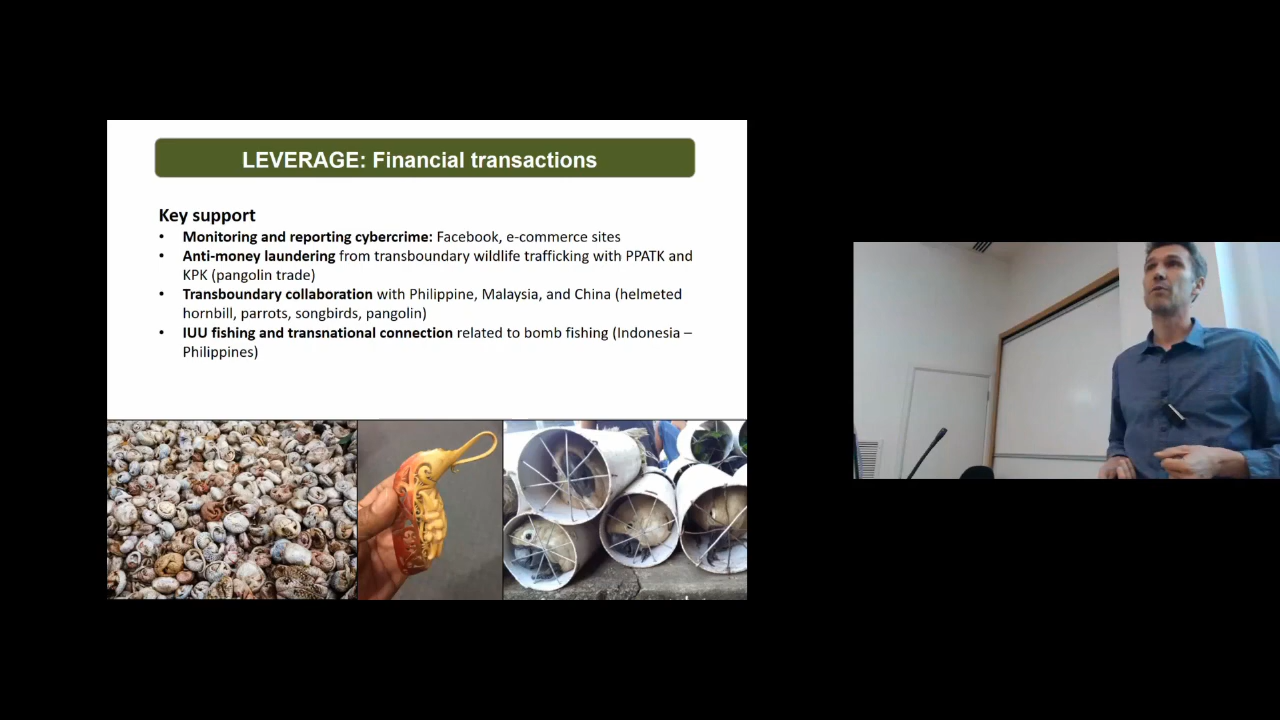 LEVERAGE: Financial transactions
Key support
• Monitoring and reporting cybercrime: Facebook, e-commerce sites
• Anti-money laundering from transboundary wildlife trafficking with PPATK and
KPK (pangolin trade)
• Transboundary collaboration with Philippine, Malaysia, and China (helmeted
hornbill, parrots, songbirds, pangolin)
• IUU fishing and transnational connection related to bomb fishing (Indonesia –
Philippines)